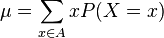 μ = ∑_{x∈A} xP(X = x)